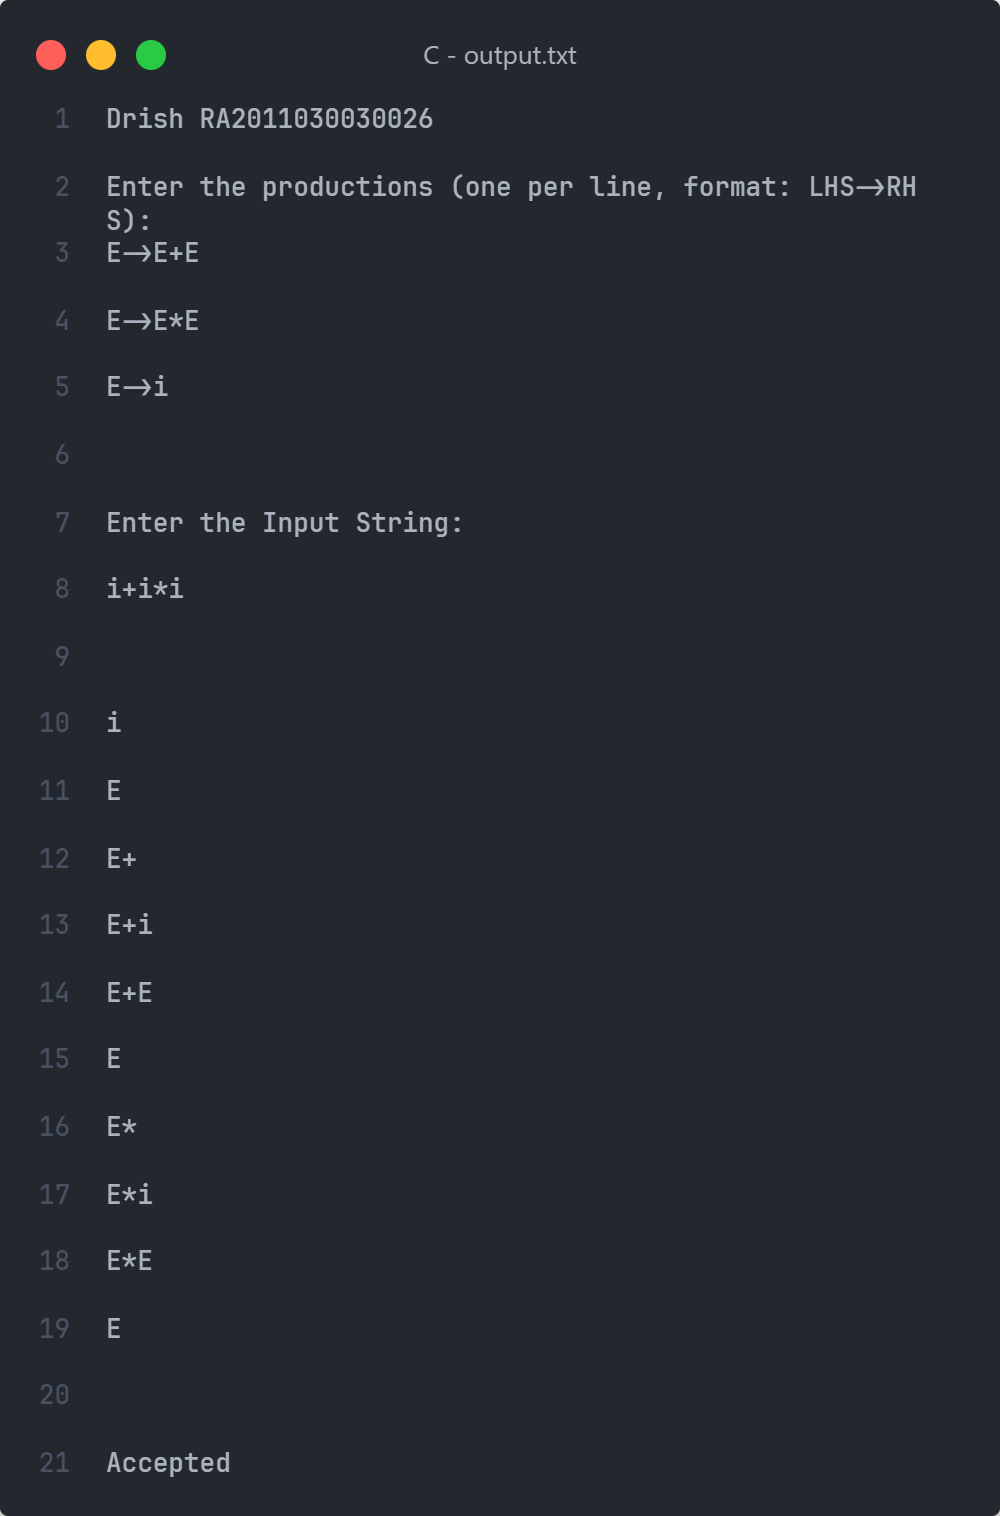 C - output.txt
1 Drish RA2011030030026
2 Enter the productions (one per line, format: LHS->RH
S):
3 E->E+E
4 E->E*E
5 E->i
6
7 Enter the Input String:
8 i+i*i
9
10 i
11 E
12 E+
13 E+i
14 E+E
15 E
16 E*
17 E*i
18 E*E
19 E
20
21 Accepted